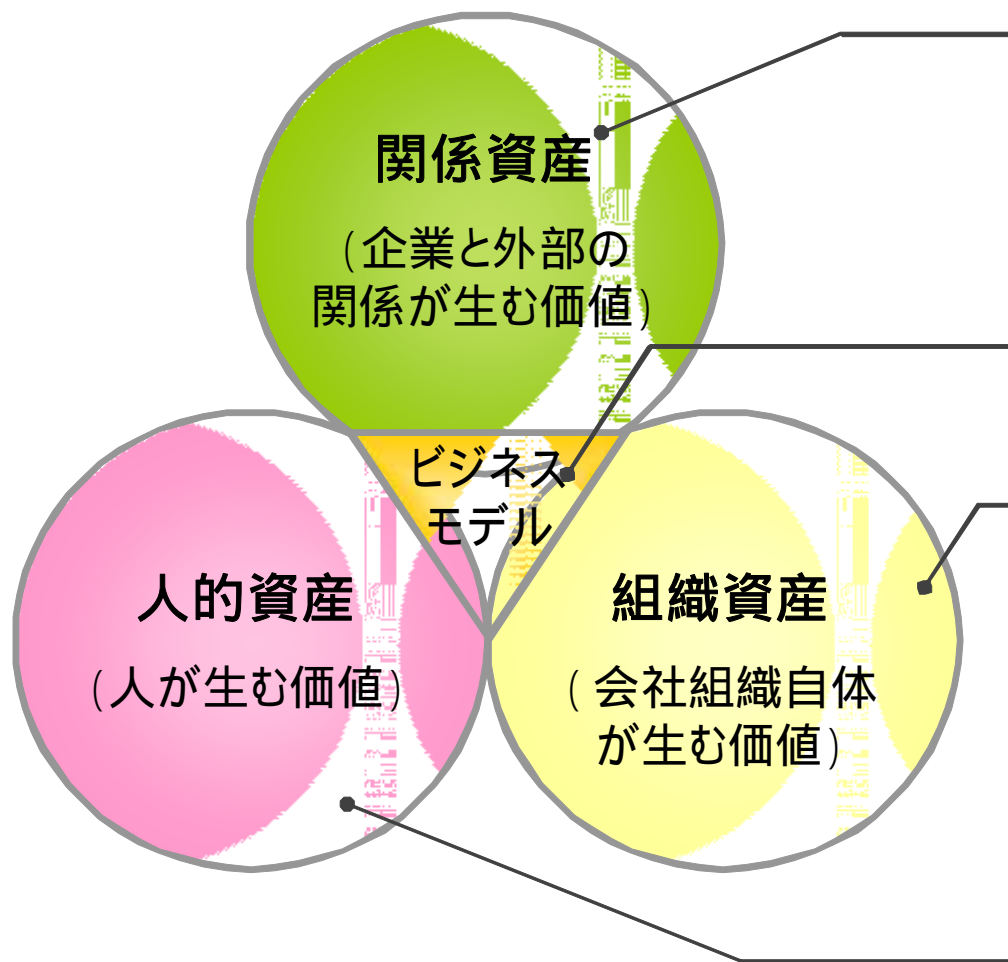 関係資産
(企業と外部の
関係が生む価値)
ビジネス
モデル
人的資産
(人が生む価値)
組織資産
(会社組織自体
が生む価値)